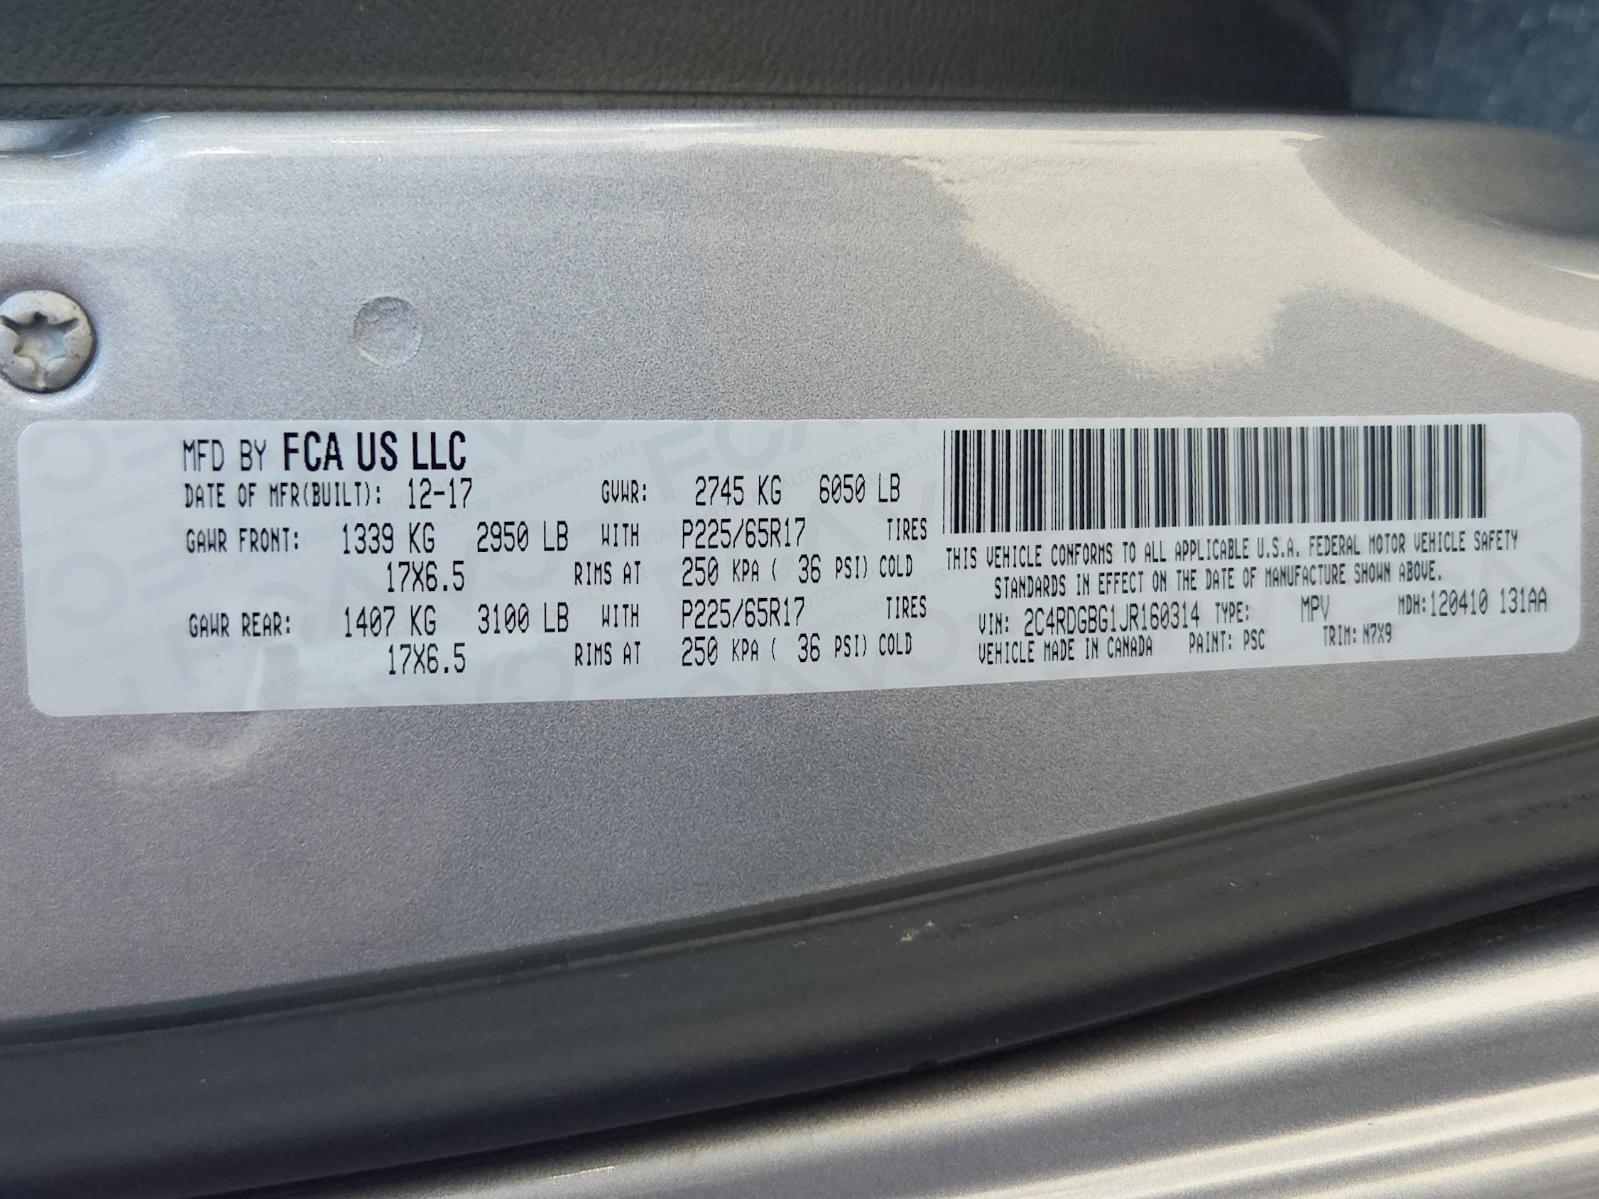 MFD BY FCA US LLC
DATE OF MFR(BUILT): 12-17 GVWR: 2745 KG 6050 LB
GAWR FRONT: 1339 KG 2950 LB WITH P225/65R17 TIRES
17X6.5 RIMS AT 250 KPA ( 36 PSI) COLD
GAWR REAR: 1407 KG 3100 LB WITH P225/65R17 TIRES
17X6.5 RIMS AT 250 KPA ( 36 PSI) COLD
THIS VEHICLE CONFORMS TO ALL APPLICABLE U.S.A. FEDERAL MOTOR VEHICLE SAFETY
STANDARDS IN EFFECT ON THE DATE OF MANUFACTURE SHOWN ABOVE.
VIN: 2C4RDGBG1JR160314 TYPE: MPV MDH:120410 131AA
VEHICLE MADE IN CANADA PAINT: PSC TRIM: N7X9